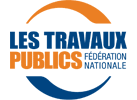 LES TRAVAUX
PUBLICS FÉDÉRATION
NATIONALE